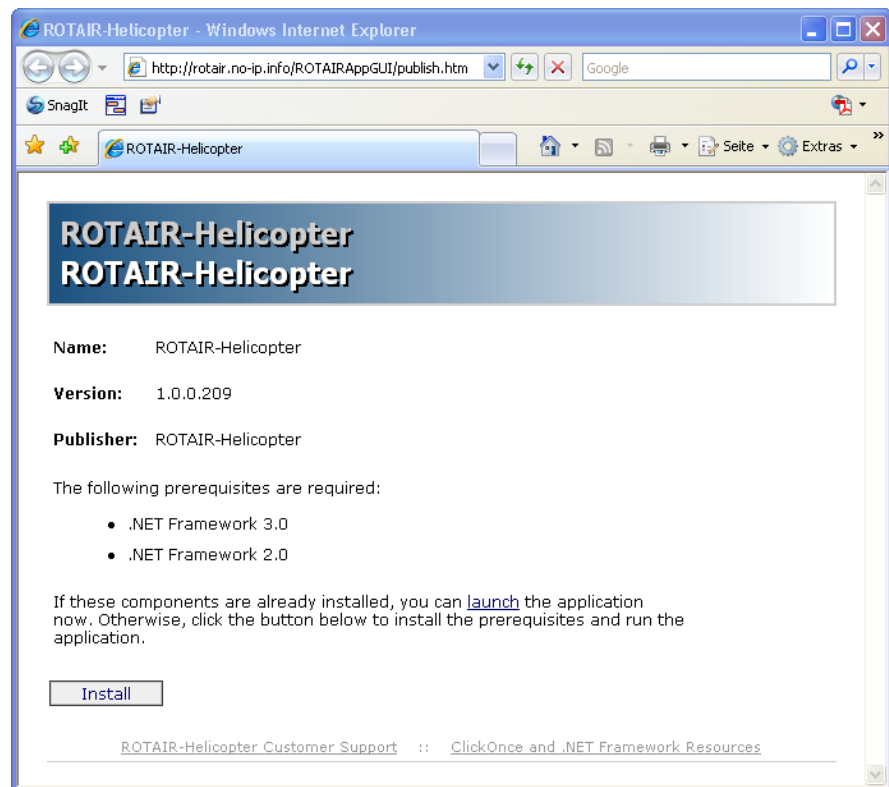 ROTAIR-Helicopter - Windows Internet Explorer
http://rotair.no-ip.info/ROTAIRAppGUI/publish.htm Google
SnagIt
ROTAIR-Helicopter Seite Extras »
ROTAIR-Helicopter
ROTAIR-Helicopter
Name: ROTAIR-Helicopter
Version: 1.0.0.209
Publisher: ROTAIR-Helicopter
The following prerequisites are required:
• .NET Framework 3.0
• .NET Framework 2.0
If these components are already installed, you can launch the application
now. Otherwise, click the button below to install the prerequisites and run the
application.
Install
ROTAIR-Helicopter Customer Support :: ClickOnce and .NET Framework Resources